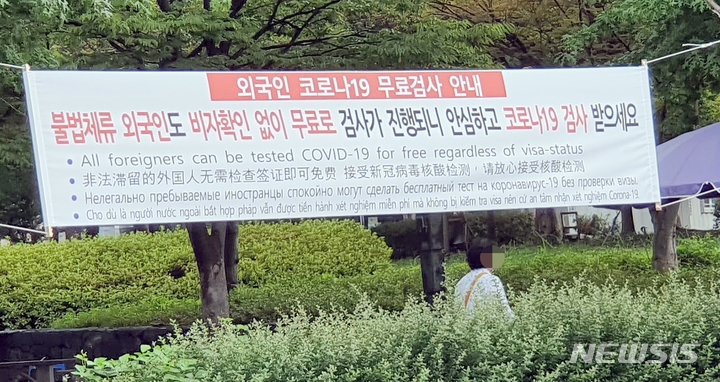 외국인 코로나19 무료검사 안내
불법체류 외국인도 비자확인 없이 무료로 검사가 진행되니 안심하고 코로나19 검사 받으세요
• All foreigners can be tested COVID-19 for free regardless of visa-status
• 非法滞留的外国人无需检查签证即可免费 接受新冠病毒核酸检测! 请放心接受核酸检测
• Нелегально пребываемые иностранцы спокойно могут сделать бесплатный тест на коронавирус-19 без проверки визы.
• Cho dù là người nước ngoài bất hợp pháp vẫn được tiến hành xét nghiệm miễn phí mà không bị kiểm tra visa nên cứ an tâm nhận xét nghiệm Corona-19.
NEWSIS